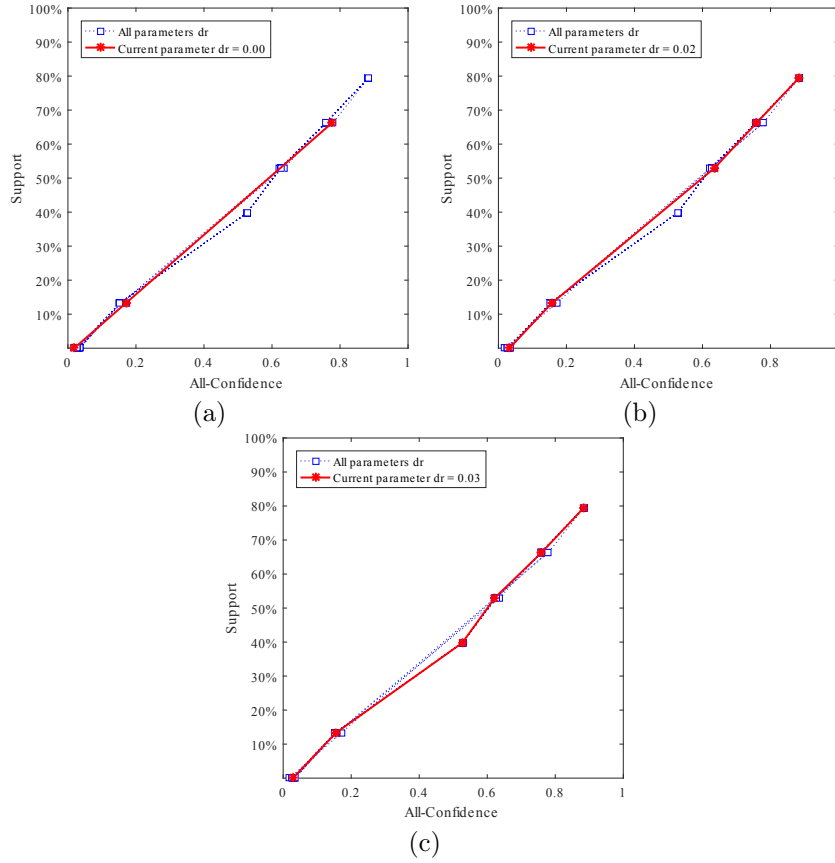 100%
90%
80%
70%
60%
50%
40%
30%
20%
10%
Support
All parameters dr
Current parameter dr = 0.00
0 0.2 0.4 0.6 0.8 1
All-Confidence
(a)
100%
90%
80%
70%
60%
50%
40%
30%
20%
10%
Support
All parameters dr
Current parameter dr = 0.02
0 0.2 0.4 0.6 0.8
All-Confidence
(b)
100%
90%
80%
70%
60%
50%
40%
30%
20%
10%
Support
All parameters dr
Current parameter dr = 0.03
0 0.2 0.4 0.6 0.8 1
All-Confidence
(c)